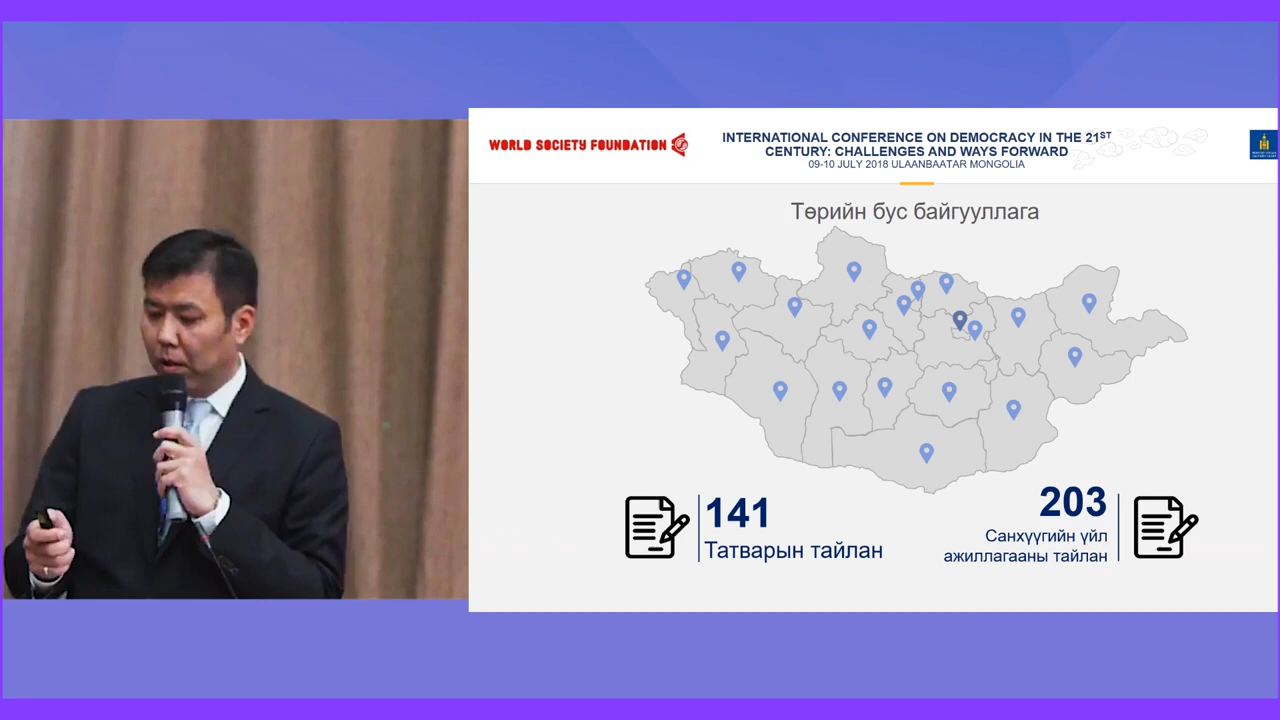 WORLD SOCIETY FOUNDATION
INTERNATIONAL CONFERENCE ON DEMOCRACY IN THE 21ST
CENTURY: CHALLENGES AND WAYS FORWARD
09-10 JULY 2018 ULAANBAATAR MONGOLIA
Төрийн бус байгууллага
141
Татварын тайлан
203
Санхүүгийн үйл
ажиллагааны тайлан